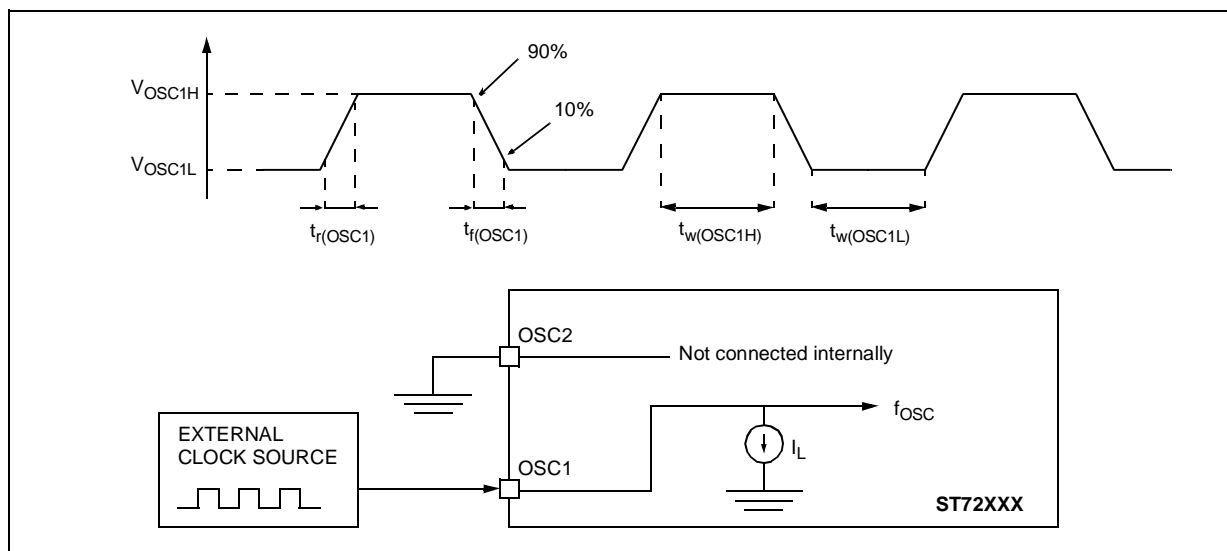 90%
VOSC1H
10%
VOSC1L
tr(OSC1)
tf(OSC1)
tw(OSC1H)
tw(OSC1L)
OSC2
Not connected internally
fOSC
EXTERNAL
CLOCK SOURCE
IL
OSC1
ST72XXX